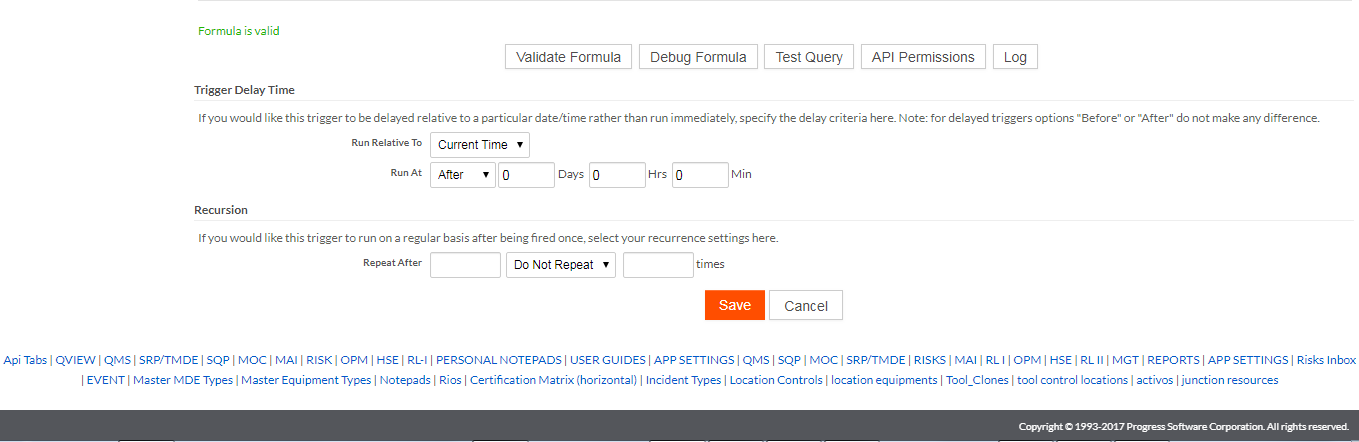 Formula is valid
Validate Formula Debug Formula Test Query API Permissions Log
Trigger Delay Time
If you would like this trigger to be delayed relative to a particular date/time rather than run immediately, specify the delay criteria here. Note: for delayed triggers options "Before" or "After" do not make any difference.
Run Relative To Current Time
Run At After 0 Days 0 Hrs 0 Min
Recursion
If you would like this trigger to run on a regular basis after being fired once, select your recurrence settings here.
Repeat After Do Not Repeat times
Save Cancel
Api Tabs | QVIEW | QMS | SRP/TMDE | SQP | MOC | MAI | RISK | OPM | HSE | RL-I | PERSONAL NOTEPADS | USER GUIDES | APP SETTINGS | QMS | SQP | MOC | SRP/TMDE | RISKS | MAI | RL I | OPM | HSE | RL II | MGT | REPORTS | APP SETTINGS | Risks Inbox
| EVENT | Master MDE Types | Master Equipment Types | Notepads | Rios | Certification Matrix (horizontal) | Incident Types | Location Controls | location equipments | Tool_Clones | tool control locations | activos | junction resources
Copyright © 1993-2017 Progress Software Corporation. All rights reserved.